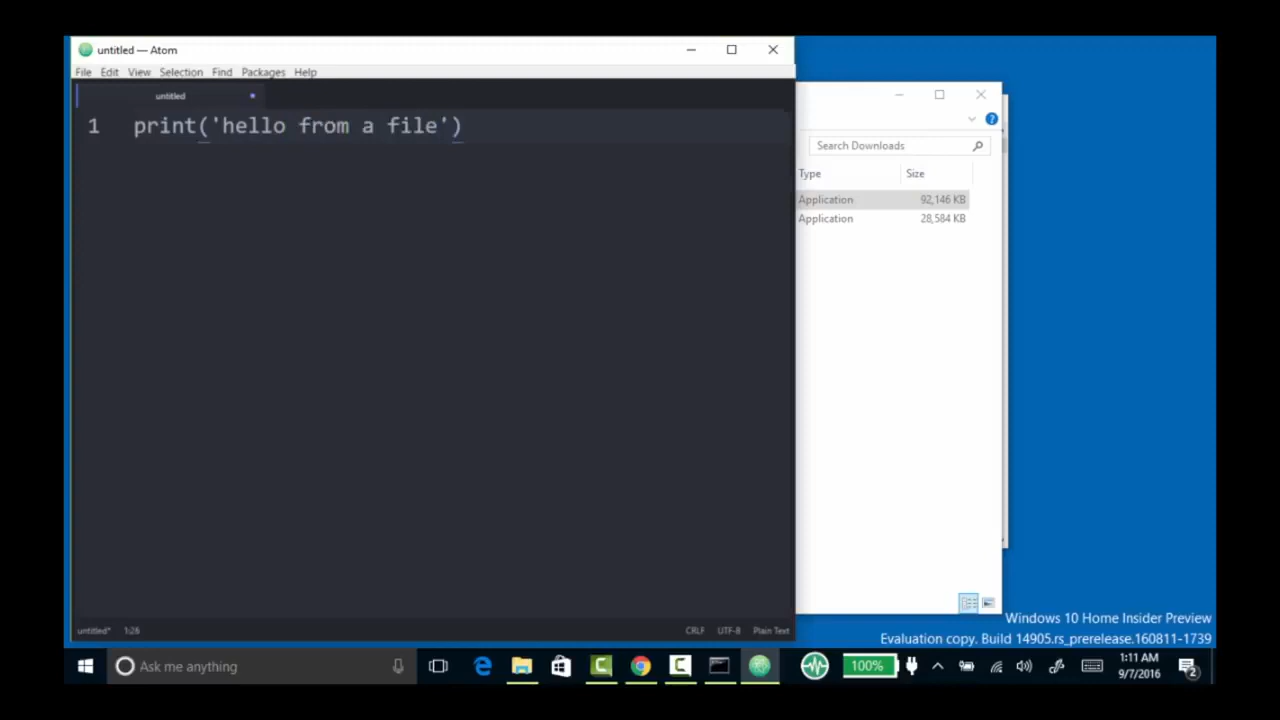 untitled — Atom
File Edit View Selection Find Packages Help
untitled
1 print('hello from a file')
Search Downloads
Type Size
Application 92,146 KB
Application 28,584 KB
untitled* 1:26 CRLF UTF-8 Plain Text
Windows 10 Home Insider Preview
Evaluation copy. Build 14905.rs_prerelease.160811-1739
Ask me anything
100%
1:11 AM
9/7/2016
2